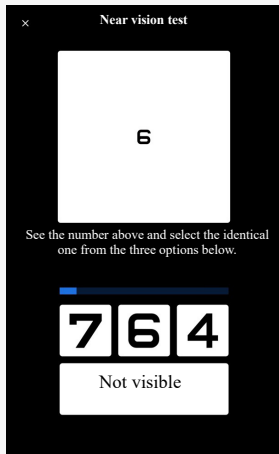 × Near vision test
6
See the number above and select the identical
one from the three options below.
7 6 4
Not visible